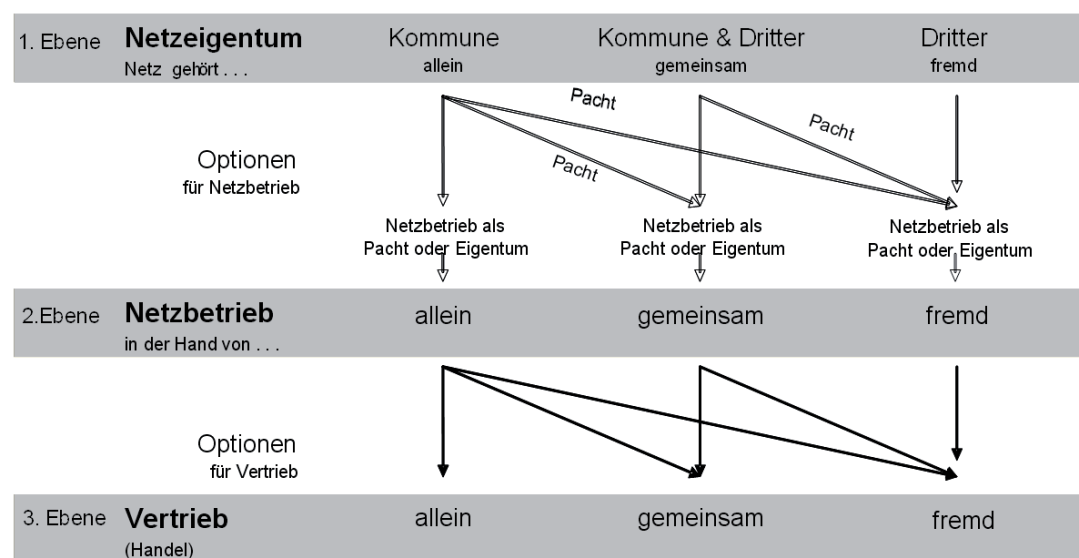 1. Ebene Netzeigentum Kommune Kommune & Dritter Dritter
Netz gehört . . . allein gemeinsam fremd
Pacht
Pacht
Optionen
Pacht
für Netzbetrieb
Netzbetrieb als Netzbetrieb als Netzbetrieb als
Pacht oder Eigentum Pacht oder Eigentum Pacht oder Eigentum
2.Ebene Netzbetrieb allein gemeinsam fremd
in der Hand von . . .
Optionen
für Vertrieb
3. Ebene Vertrieb allein gemeinsam fremd
(Handel)